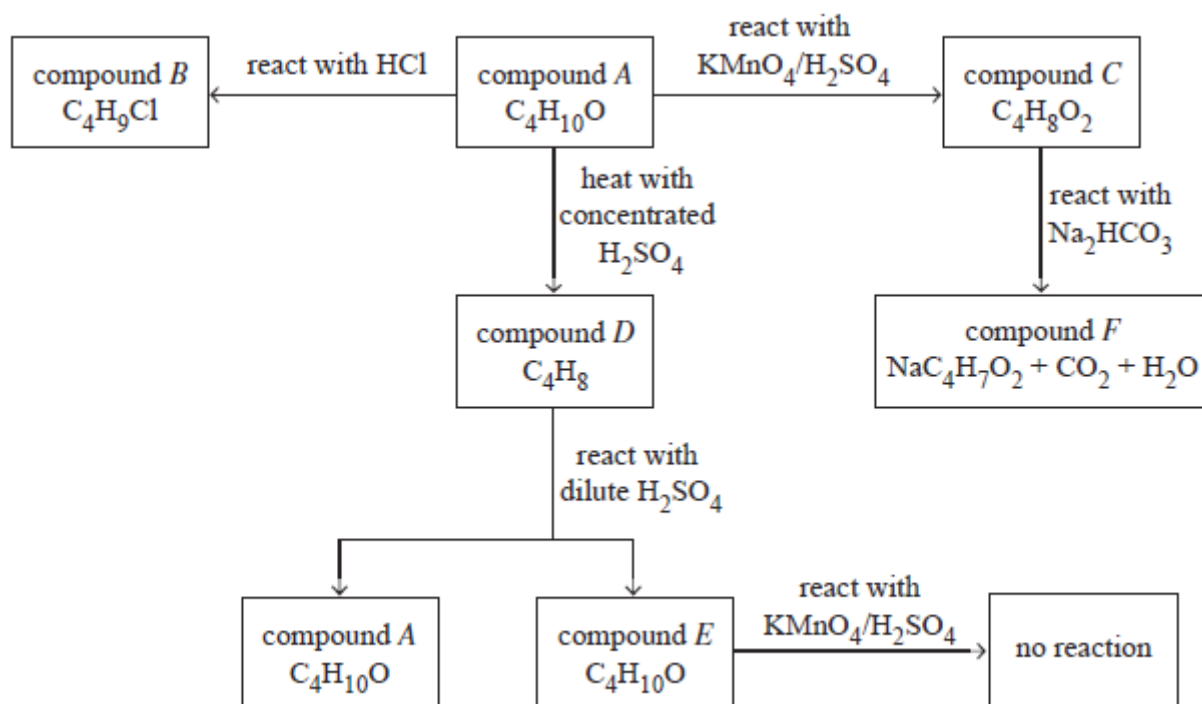 compound B
C₄H₉Cl
react with HCl
compound A
C₄H₁₀O
react with
KMnO₄/H₂SO₄
compound C
C₄H₈O₂
heat with
concentrated
H₂SO₄
react with
Na₂HCO₃
compound D
C₄H₈
compound F
NaC₄H₇O₂ + CO₂ + H₂O
react with
dilute H₂SO₄
compound A
C₄H₁₀O
compound E
C₄H₁₀O
react with
KMnO₄/H₂SO₄
no reaction